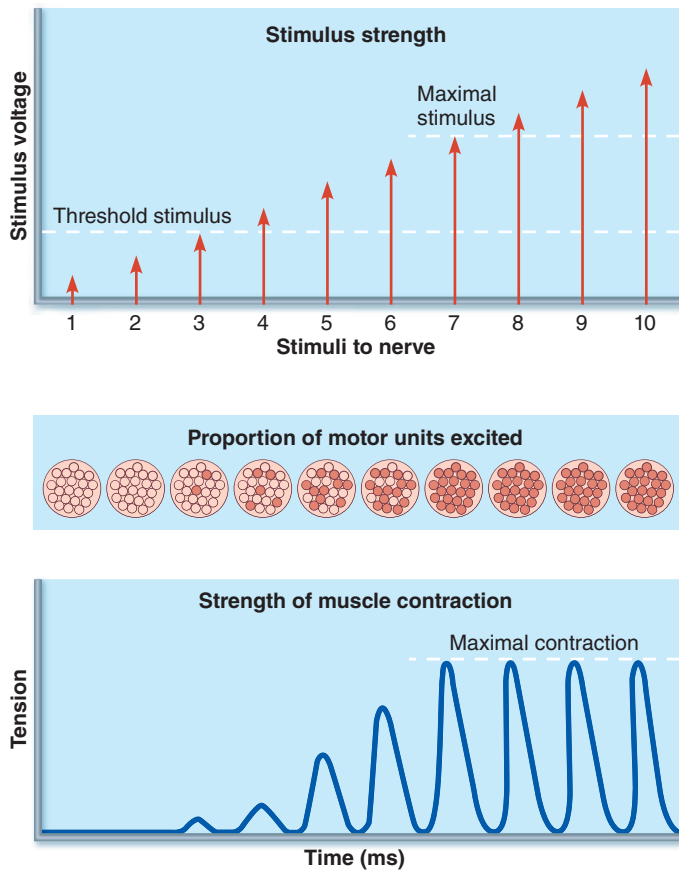 Stimulus strength
Stimulus voltage
Maximal
stimulus
Threshold stimulus
1 2 3 4 5 6 7 8 9 10
Stimuli to nerve
Proportion of motor units excited
Strength of muscle contraction
Maximal contraction
Tension
Time (ms)